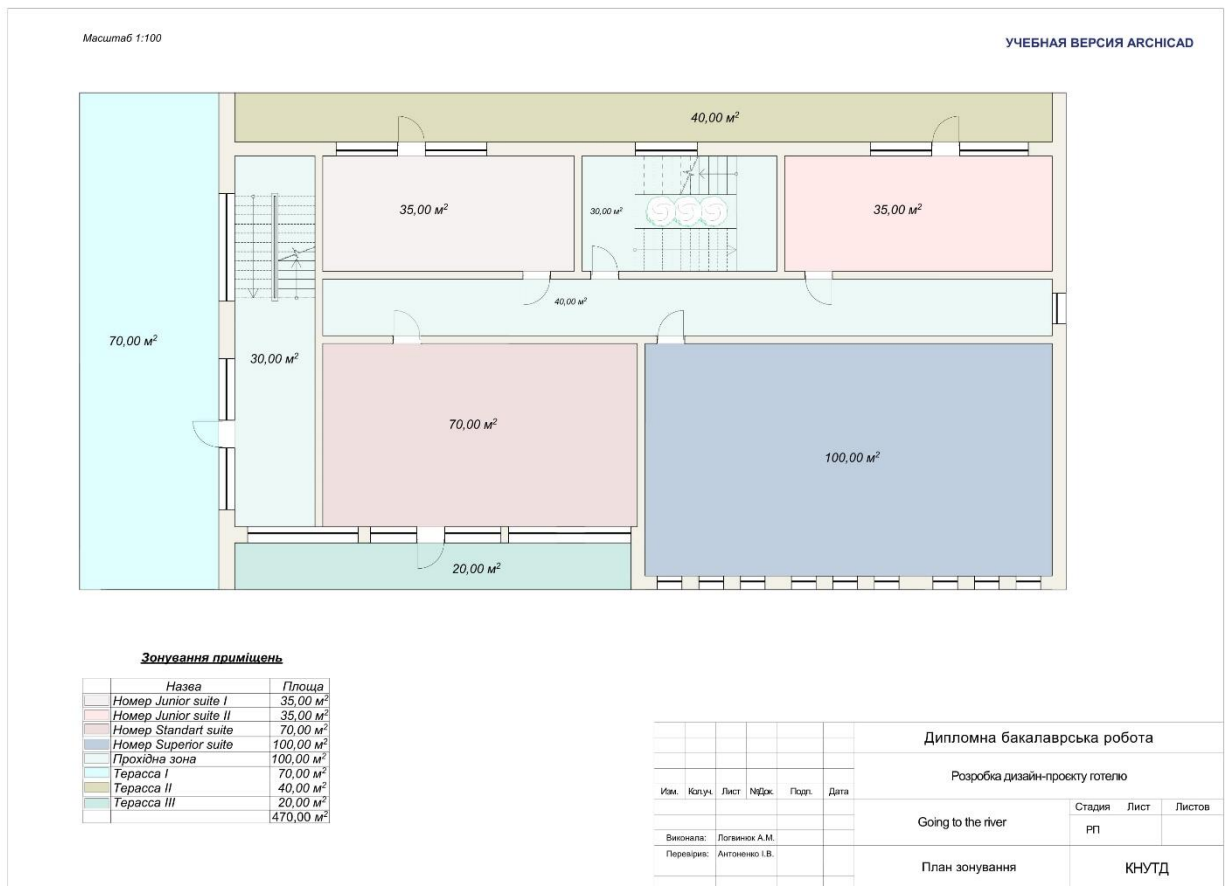 Масштаб 1:100
УЧЕБНАЯ ВЕРСИЯ ARCHICAD
40,00 м²
35,00 м²
30,00 м²
35,00 м²
40,00 м²
70,00 м²
30,00 м²
70,00 м²
100,00 м²
20,00 м²
Зонування приміщень
Назва Площа
Номер Junior suite I 35,00 м²
Номер Junior suite II 35,00 м²
Номер Standart suite 70,00 м²
Номер Superior suite 100,00 м²
Прохідна зона 100,00 м²
Терасса I 70,00 м²
Терасса II 40,00 м²
Терасса III 20,00 м²
470,00 м²
Дипломна бакалаврська робота
Розробка дизайн-проєкту готелю
Изм. Кол.уч. Лист №Док. Подп. Дата
Going to the river
Стадия Лист Листов
РП
Виконала: Логвинюк А.М.
Перевірив: Антоненко І.В.
План зонування
КНУТД